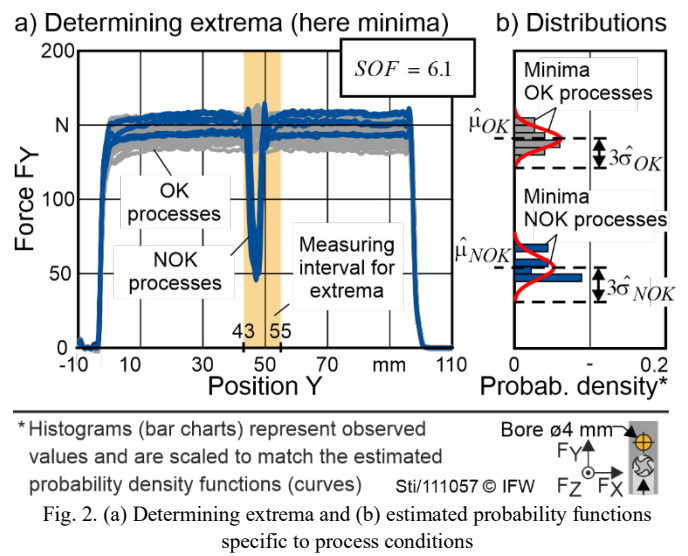 a) Determining extrema (here minima)
b) Distributions
200
N
100
50
0
Force FY
SOF = 6.1
OK
processes
NOK
processes
Measuring
interval for
extrema
43 55
-10 10 30 50 70 mm 110
Position Y
Minima
OK processes
μ̂OK
3σ̂OK
Minima
NOK processes
μ̂NOK
3σ̂NOK
0 - 0.2
Probab. density*
* Histograms (bar charts) represent observed
values and are scaled to match the estimated
probability density functions (curves)
Sti/111057 © IFW
Bore ø4 mm
FY
FZ FX
Fig. 2. (a) Determining extrema and (b) estimated probability functions
specific to process conditions